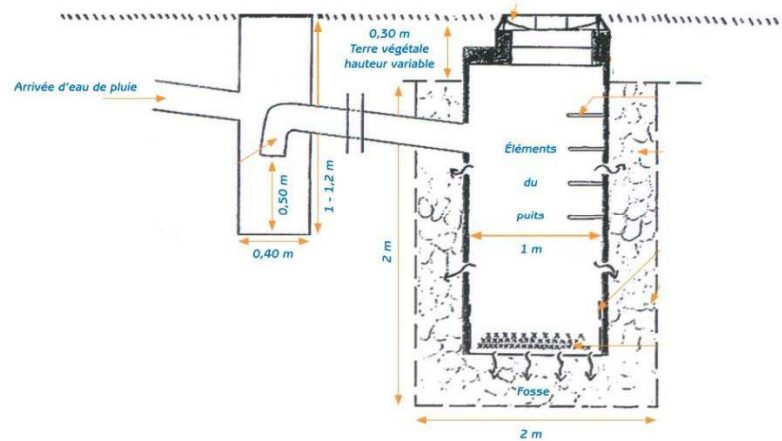 0,30 m
Terre végétale
hauteur variable
Arrivée d'eau de pluie
0,50 m
1 - 1,2 m
0,40 m
2 m
Éléments
du
puits
1 m
Fosse
2 m